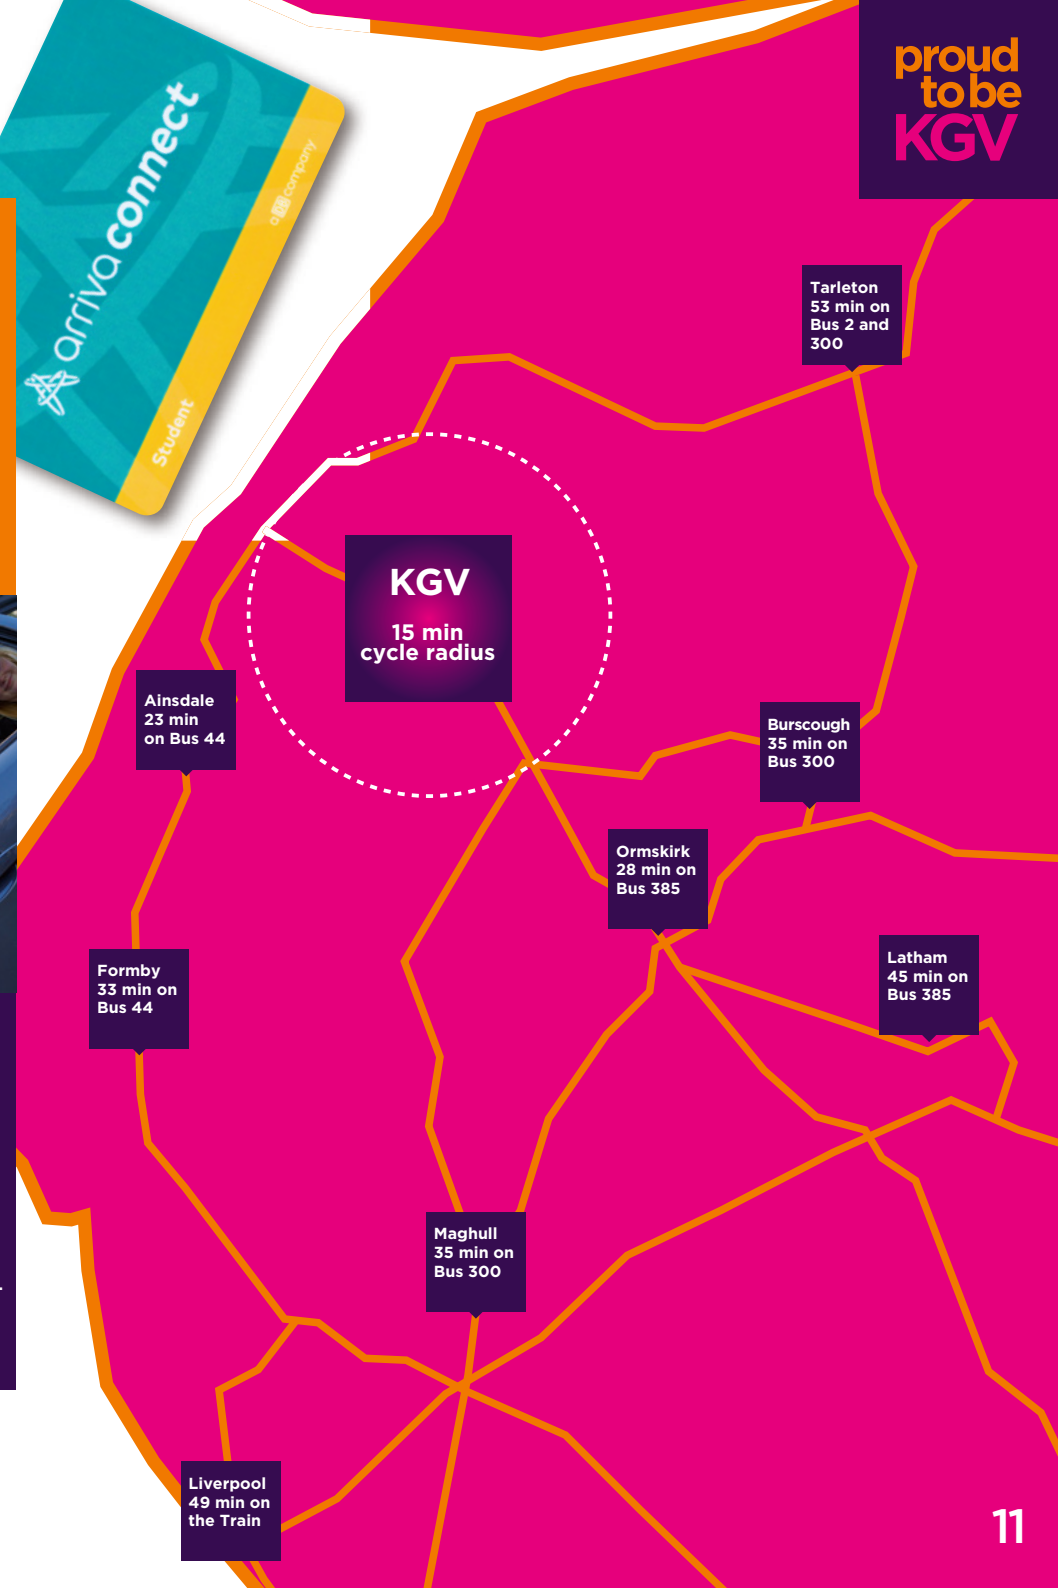 proud
to be
KGV
arriva connect
a DB company
Student
Tarleton
53 min on
Bus 2 and
300
KGV
15 min
cycle radius
Ainsdale
23 min
on Bus 44
Burscough
35 min on
Bus 300
Ormskirk
28 min on
Bus 385
Formby
33 min on
Bus 44
Latham
45 min on
Bus 385
Maghull
35 min on
Bus 300
Liverpool
49 min on
the Train
11